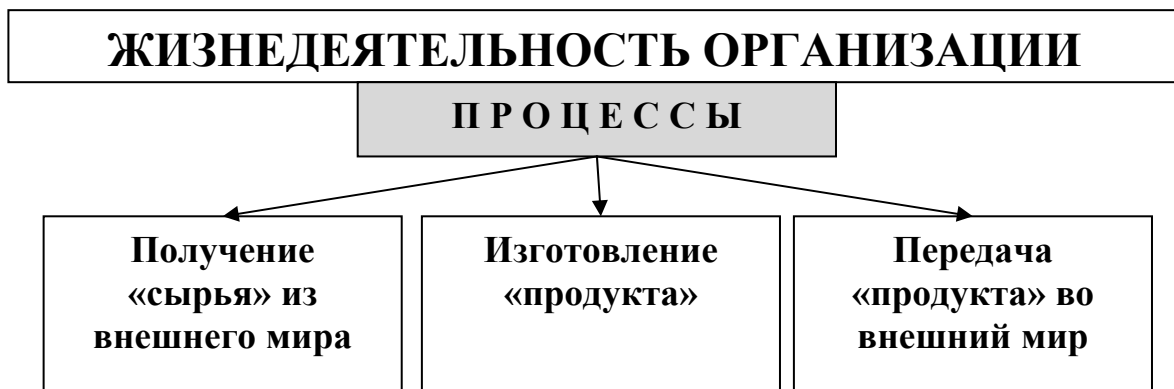 ЖИЗНЕДЕЯТЕЛЬНОСТЬ ОРГАНИЗАЦИИ
П Р О Ц Е С С Ы
Получение
«сырья» из
внешнего мира
Изготовление
«продукта»
Передача
«продукта» во
внешний мир